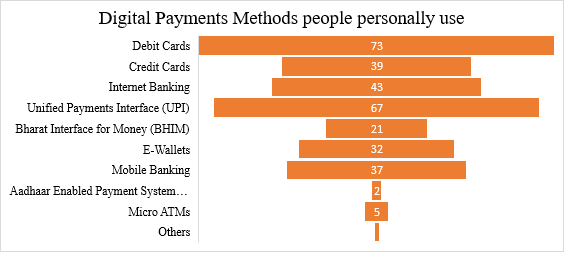 Digital Payments Methods people personally use
Debit Cards 73
Credit Cards 39
Internet Banking 43
Unified Payments Interface (UPI) 67
Bharat Interface for Money (BHIM) 21
E-Wallets 32
Mobile Banking 37
Aadhaar Enabled Payment System… 2
Micro ATMs 5
Others